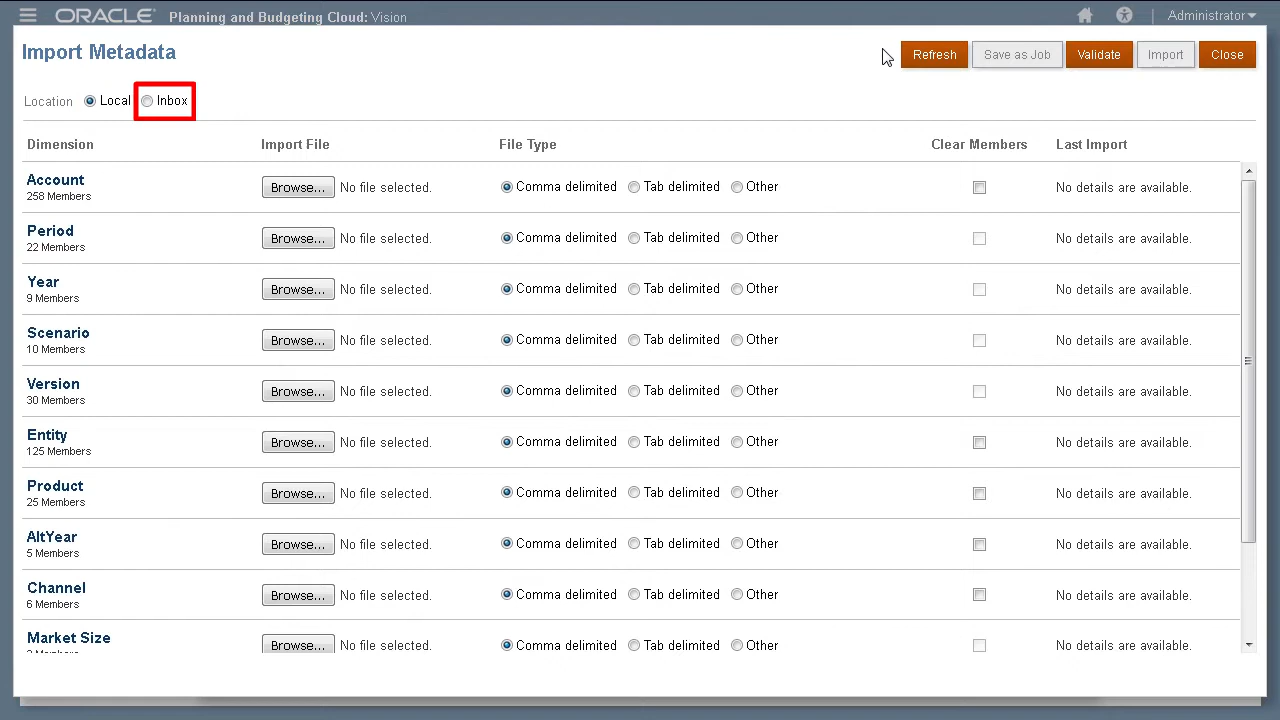 ORACLE® Planning and Budgeting Cloud: Vision Administrator
Import Metadata Refresh Save as Job Validate Import Close
Location Local Inbox
Dimension Import File File Type Clear Members Last Import
Account
258 Members
Browse... No file selected. Comma delimited Tab delimited Other No details are available.
Period
22 Members
Browse... No file selected. Comma delimited Tab delimited Other No details are available.
Year
9 Members
Browse... No file selected. Comma delimited Tab delimited Other No details are available.
Scenario
10 Members
Browse... No file selected. Comma delimited Tab delimited Other No details are available.
Version
30 Members
Browse... No file selected. Comma delimited Tab delimited Other No details are available.
Entity
125 Members
Browse... No file selected. Comma delimited Tab delimited Other No details are available.
Product
25 Members
Browse... No file selected. Comma delimited Tab delimited Other No details are available.
AltYear
5 Members
Browse... No file selected. Comma delimited Tab delimited Other No details are available.
Channel
6 Members
Browse... No file selected. Comma delimited Tab delimited Other No details are available.
Market Size
Browse... No file selected. Comma delimited Tab delimited Other No details are available.